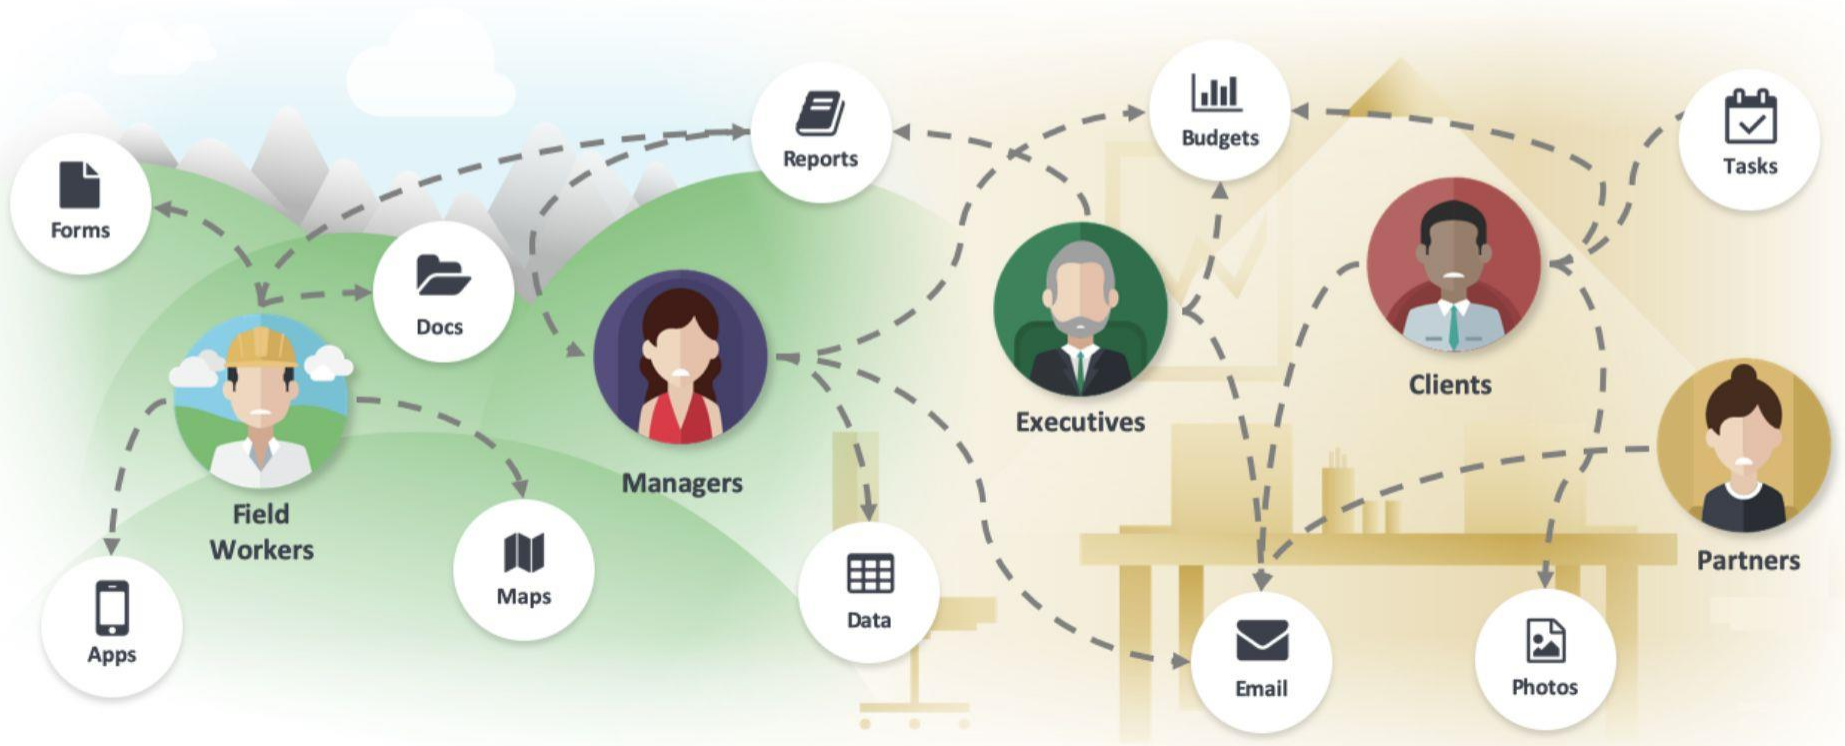 Forms
Docs
Reports
Budgets
Tasks
Field
Workers
Managers
Executives
Clients
Partners
Apps
Maps
Data
Email
Photos